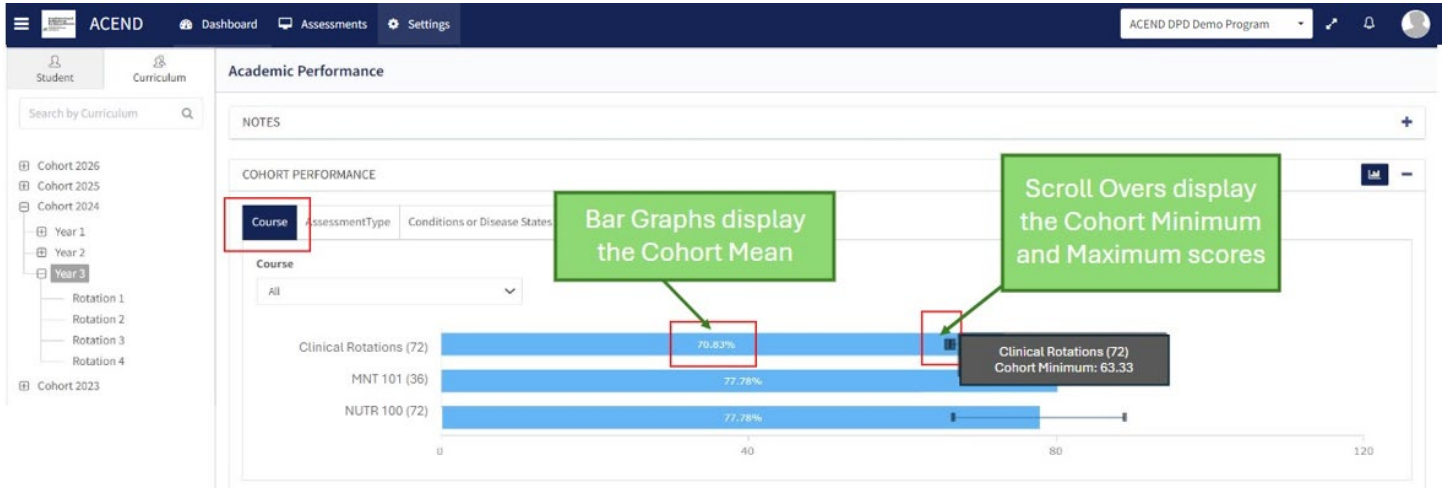 ACEND
Dashboard
Assessments
Settings
ACEND DPD Demo Program
Student
Curriculum
Search by Curriculum
Cohort 2026
Cohort 2025
Cohort 2024
Year 1
Year 2
Year 3
Rotation 1
Rotation 2
Rotation 3
Rotation 4
Cohort 2023
Academic Performance
NOTES
COHORT PERFORMANCE
Course
AssessmentType
Conditions or Disease States
Bar Graphs display
the Cohort Mean
Scroll Overs display
the Cohort Minimum
and Maximum scores
Course
All
Clinical Rotations (72)
70.83%
Clinical Rotations (72)
Cohort Minimum: 63.33
MNT 101 (36)
77.78%
NUTR 100 (72)
77.78%
0
40
80
120